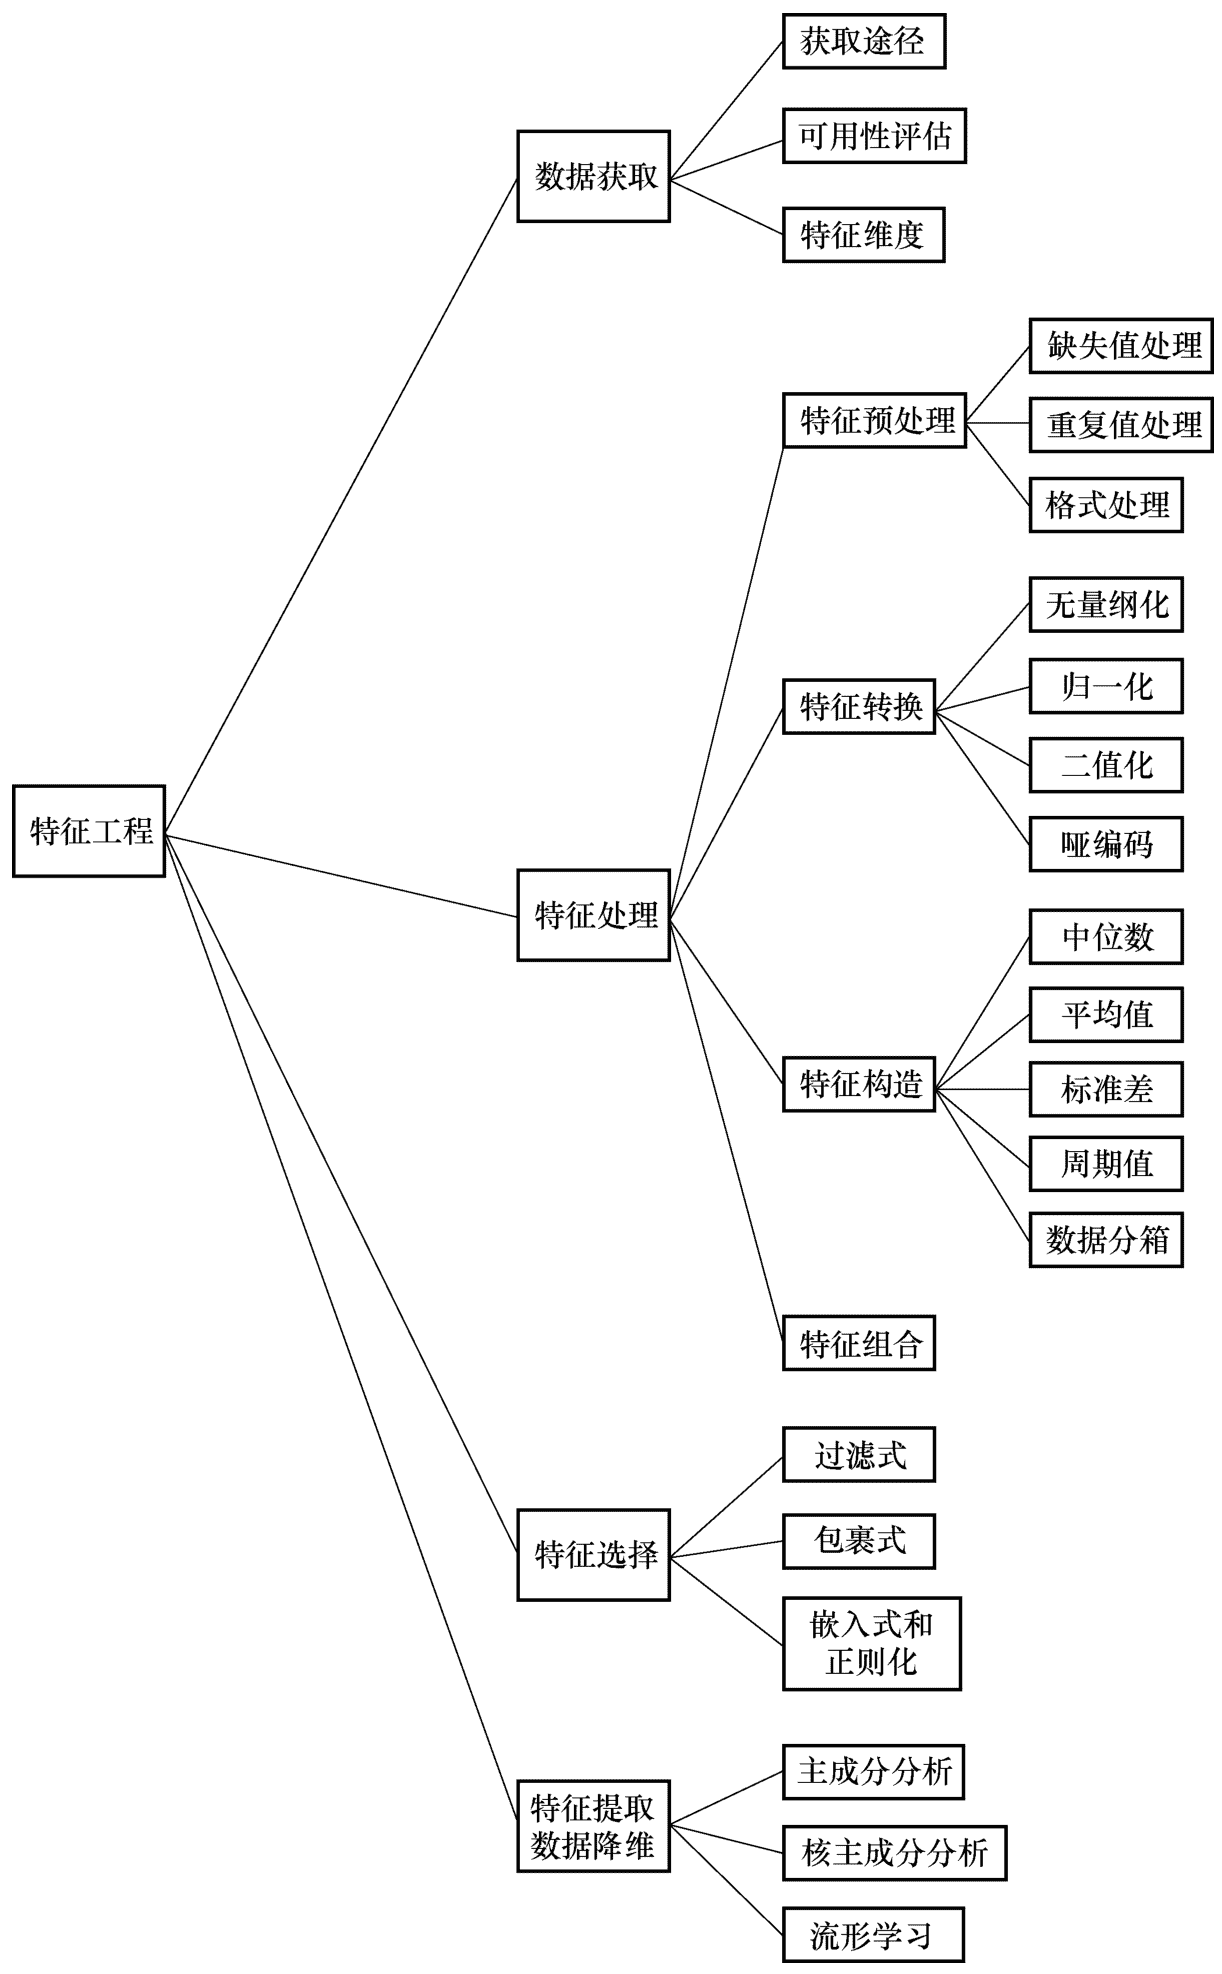 特征工程
数据获取
获取途径
可用性评估
特征维度
特征处理
特征预处理
缺失值处理
重复值处理
格式处理
特征转换
无量纲化
归一化
二值化
哑编码
特征构造
中位数
平均值
标准差
周期值
数据分箱
特征组合
特征选择
过滤式
包裹式
嵌入式和
正则化
特征提取
数据降维
主成分分析
核主成分分析
流形学习